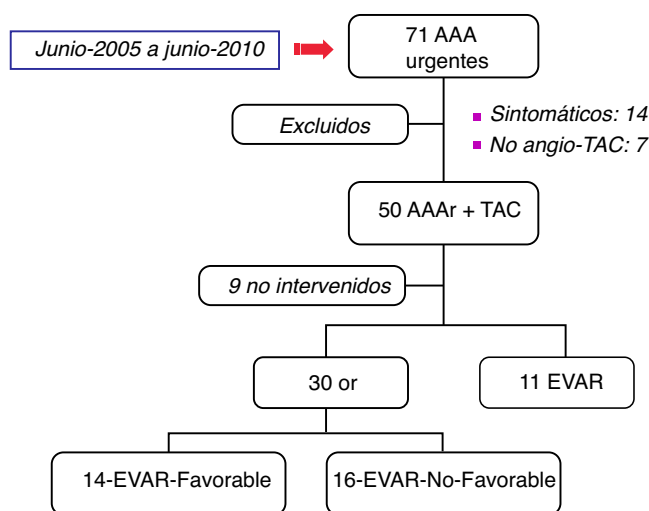 Junio-2005 a junio-2010
71 AAA
urgentes
Excluidos
Sintomáticos: 14
No angio-TAC: 7
50 AAAr + TAC
9 no intervenidos
30 or
11 EVAR
14-EVAR-Favorable
16-EVAR-No-Favorable